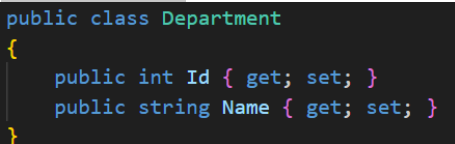 public class Department
{
    public int Id { get; set; }
    public string Name { get; set; }
}